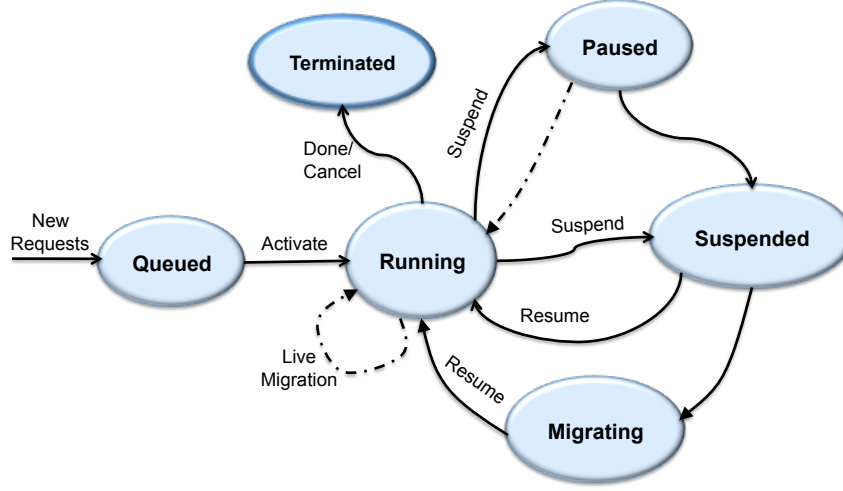 Terminated
Paused
Suspend
Done/
Cancel
New
Requests
Queued
Activate
Running
Suspend
Suspended
Resume
Live
Migration
Resume
Migrating